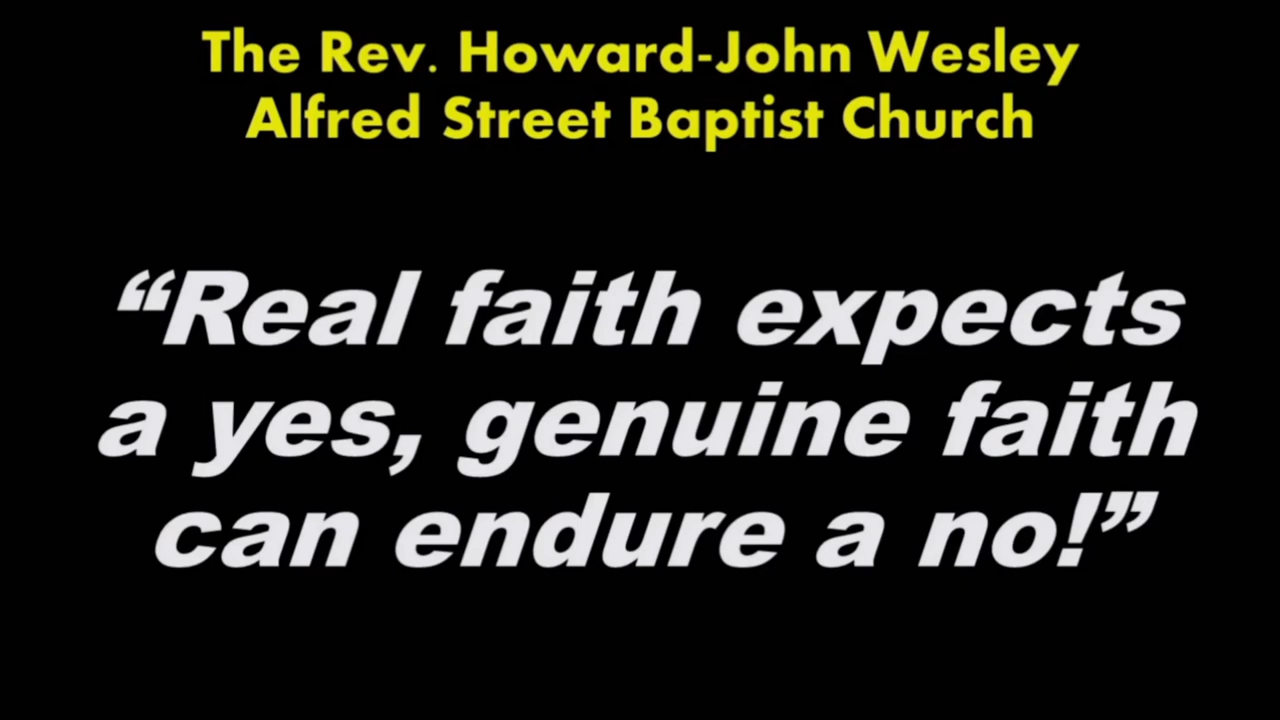 The Rev. Howard-John Wesley
Alfred Street Baptist Church
“Real faith expects
a yes, genuine faith
can endure a no!”